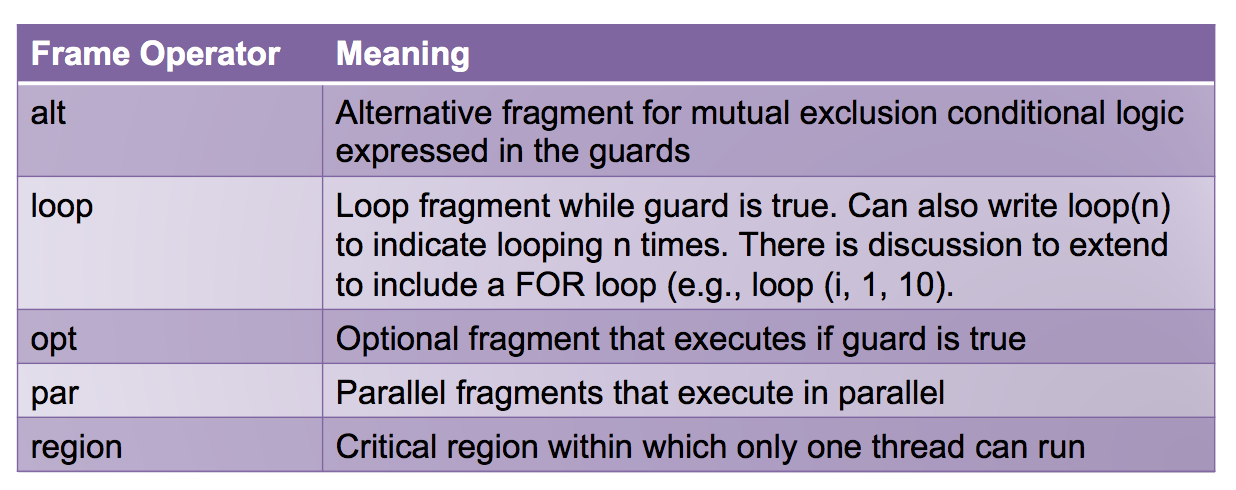 Frame Operator Meaning
alt Alternative fragment for mutual exclusion conditional logic
expressed in the guards
loop Loop fragment while guard is true. Can also write loop(n)
to indicate looping n times. There is discussion to extend
to include a FOR loop (e.g., loop (i, 1, 10).
opt Optional fragment that executes if guard is true
par Parallel fragments that execute in parallel
region Critical region within which only one thread can run